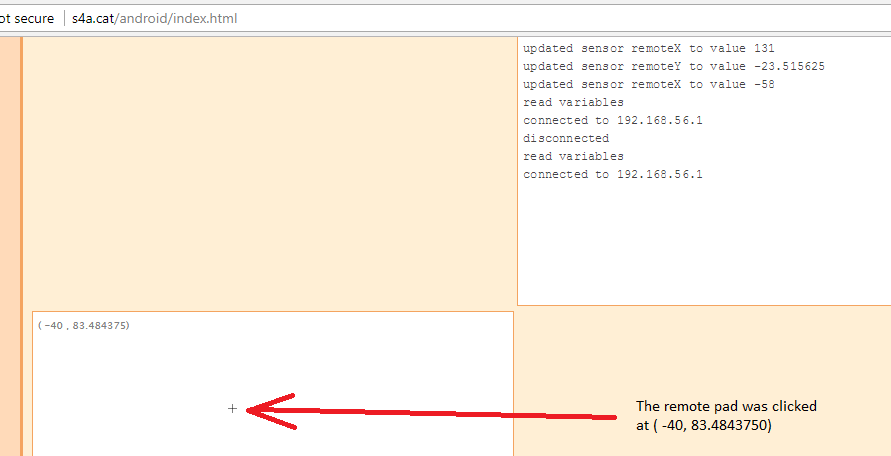 ot secure s4a.cat/android/index.html
updated sensor remoteX to value 131
updated sensor remoteY to value -23.515625
updated sensor remoteX to value -58
read variables
connected to 192.168.56.1
disconnected
read variables
connected to 192.168.56.1
( -40 , 83.484375)
The remote pad was clicked
at ( -40, 83.4843750)